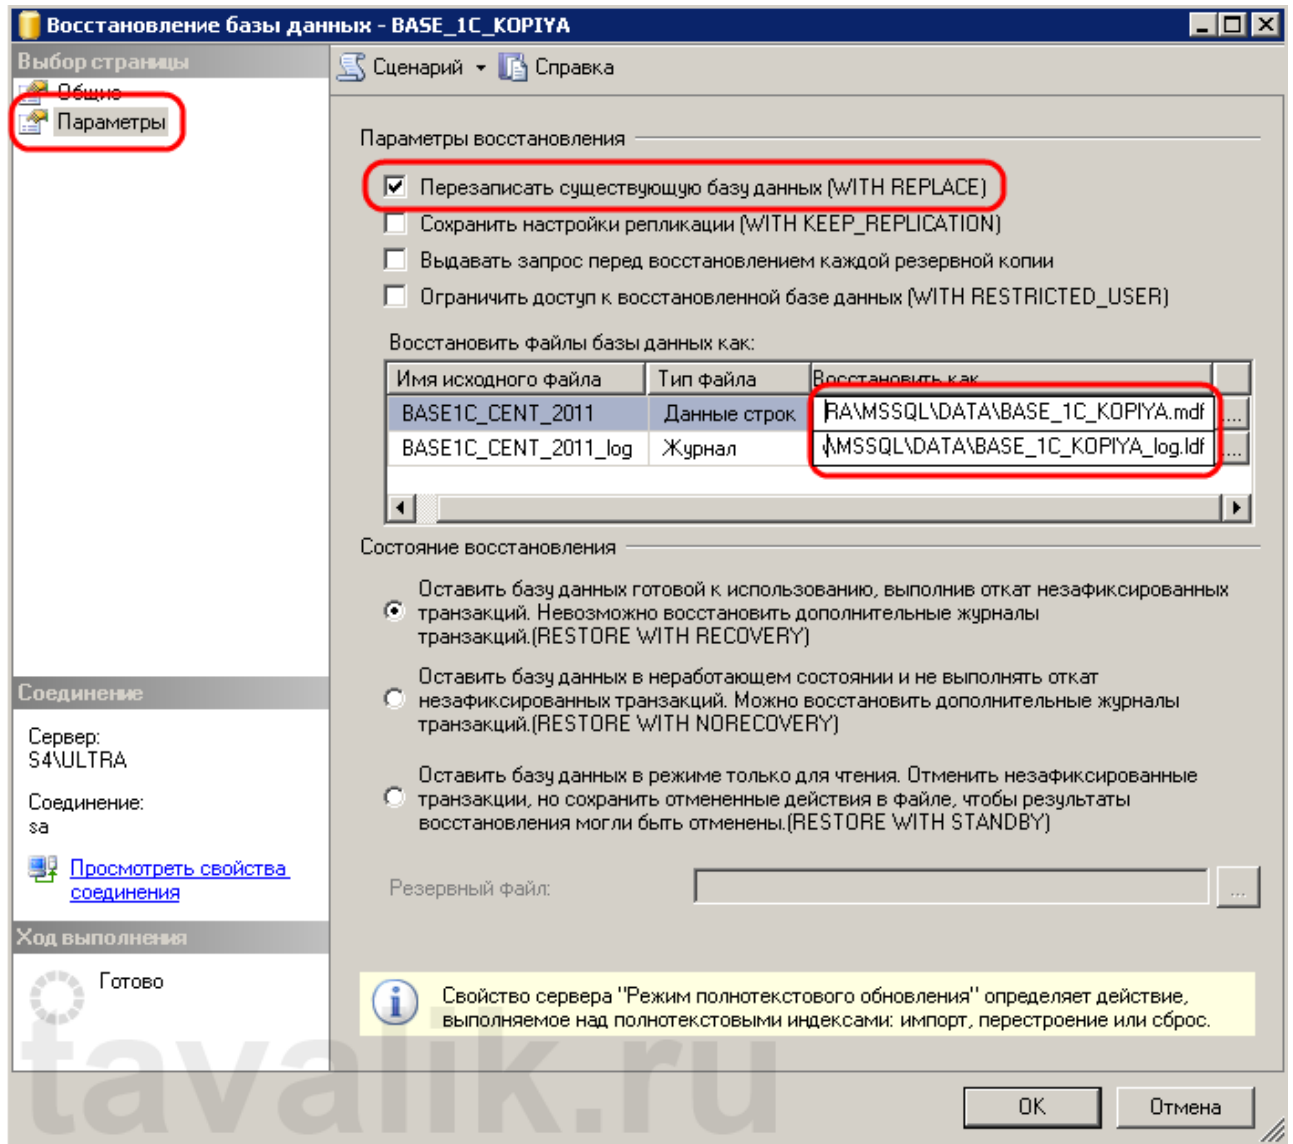 Восстановление базы данных - BASE_1C_KOPIYA
Выбор страницы
Общие
Параметры
Сценарий
Справка
Параметры восстановления
Перезаписать существующую базу данных (WITH REPLACE)
Сохранить настройки репликации (WITH KEEP_REPLICATION)
Выдавать запрос перед восстановлением каждой резервной копии
Ограничить доступ к восстановленной базе данных (WITH RESTRICTED_USER)
Восстановить файлы базы данных как:
Имя исходного файла Тип файла Восстановить как
BASE1C_CENT_2011 Данные строк RA\MSSQL\DATA\BASE_1C_KOPIYA.mdf ...
BASE1C_CENT_2011_log Журнал \MSSQL\DATA\BASE_1C_KOPIYA_log.ldf ...
Состояние восстановления
Оставить базу данных готовой к использованию, выполнив откат незафиксированных
транзакций. Невозможно восстановить дополнительные журналы
транзакций.(RESTORE WITH RECOVERY)
Оставить базу данных в неработающем состоянии и не выполнять откат
незафиксированных транзакций. Можно восстановить дополнительные журналы
транзакций.(RESTORE WITH NORECOVERY)
Оставить базу данных в режиме только для чтения. Отменить незафиксированные
транзакции, но сохранить отмененные действия в файле, чтобы результаты
восстановления могли быть отменены.(RESTORE WITH STANDBY)
Резервный файл:
...
Свойство сервера "Режим полнотекстового обновления" определяет действие,
выполняемое над полнотекстовыми индексами: импорт, перестроение или сброс.
Соединение
Сервер:
S4\ULTRA
Соединение:
sa
Просмотреть свойства
соединения
Ход выполнения
Готово
tavalik.ru
OK
Отмена